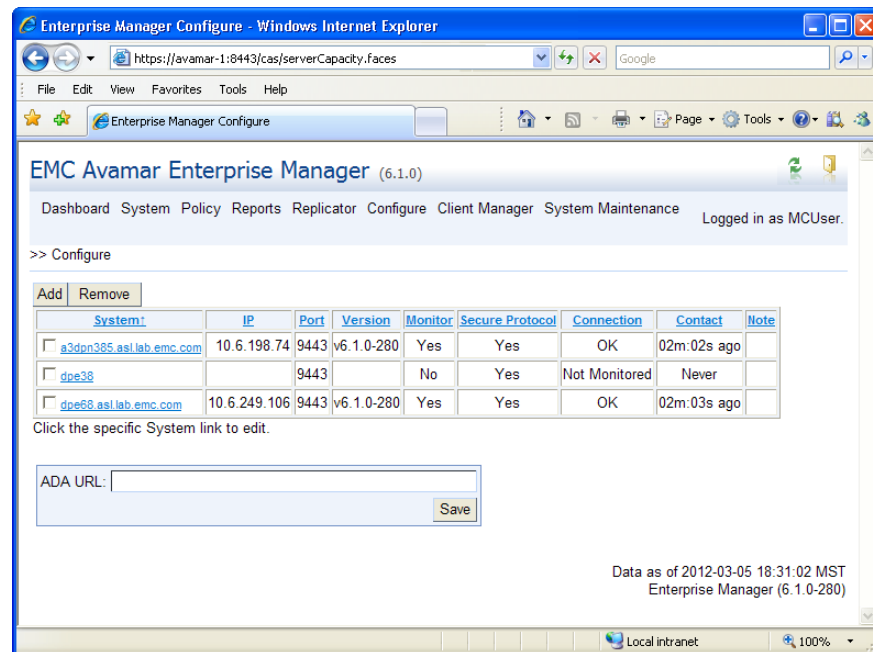 Enterprise Manager Configure - Windows Internet Explorer
https://avamar-1:8443/cas/serverCapacity.faces
Google
File Edit View Favorites Tools Help
Enterprise Manager Configure
Page Tools
EMC Avamar Enterprise Manager (6.1.0)
Dashboard System Policy Reports Replicator Configure Client Manager System Maintenance
Logged in as MCUser.
>> Configure
Add Remove
System↑ IP Port Version Monitor Secure Protocol Connection Contact Note
a3dpn385.asl.lab.emc.com 10.6.198.74 9443 v6.1.0-280 Yes Yes OK 02m:02s ago
dpe38 9443 No Yes Not Monitored Never
dpe68.asl.lab.emc.com 10.6.249.106 9443 v6.1.0-280 Yes Yes OK 02m:03s ago
Click the specific System link to edit.
ADA URL:
Save
Data as of 2012-03-05 18:31:02 MST
Enterprise Manager (6.1.0-280)
Local intranet 100%